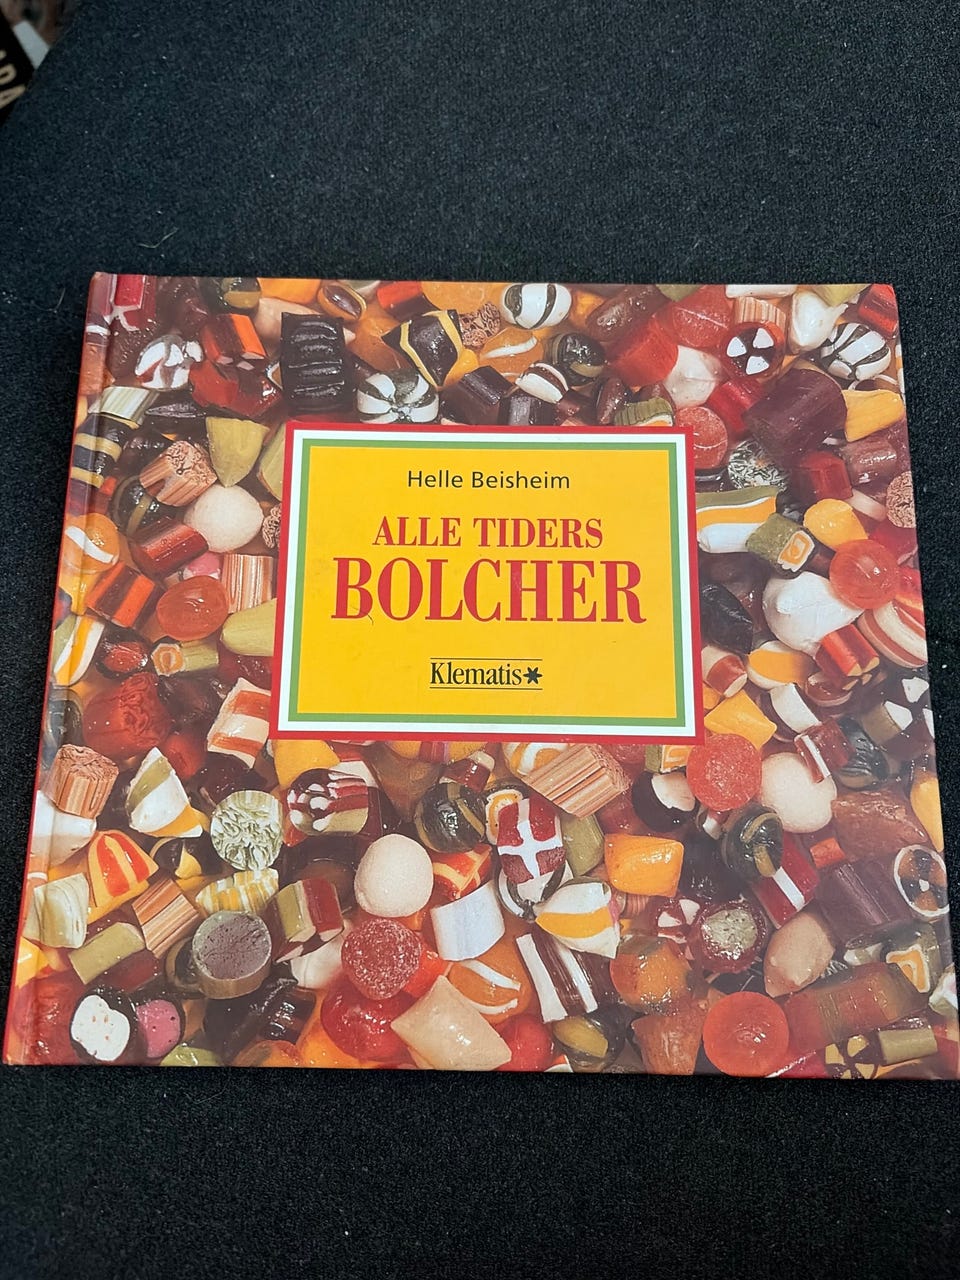 Helle Beisheim
ALLE TIDERS
BOLCHER
Klematis